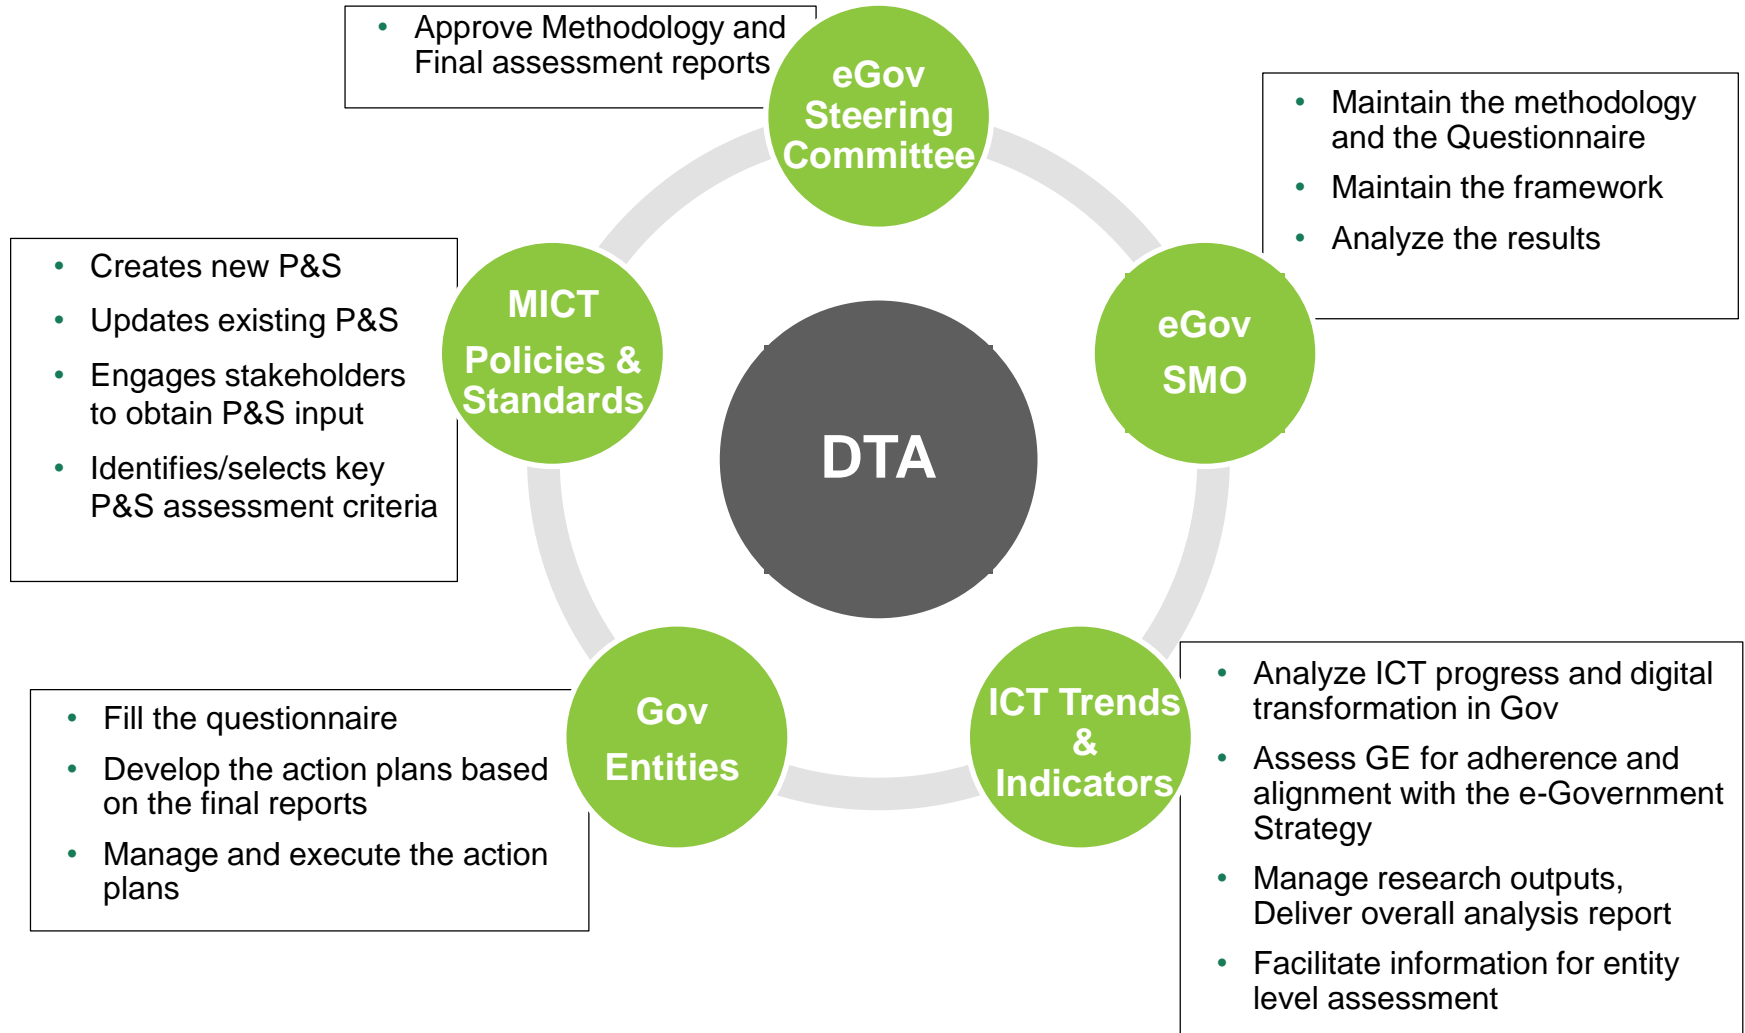 • Approve Methodology and
Final assessment reports
eGov
Steering
Committee
• Maintain the methodology
and the Questionnaire
• Maintain the framework
• Analyze the results
• Creates new P&S
• Updates existing P&S
• Engages stakeholders
to obtain P&S input
• Identifies/selects key
P&S assessment criteria
MICT
Policies &
Standards
eGov
SMO
DTA
• Fill the questionnaire
• Develop the action plans based
on the final reports
• Manage and execute the action
plans
Gov
Entities
ICT Trends
&
Indicators
• Analyze ICT progress and digital
transformation in Gov
• Assess GE for adherence and
alignment with the e-Government
Strategy
• Manage research outputs,
Deliver overall analysis report
• Facilitate information for entity
level assessment